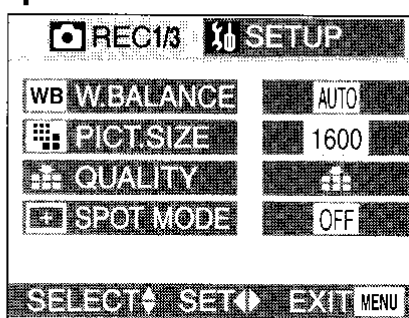 REC1/3 SETUP
WB W.BALANCE AUTO
PICT.SIZE 1600
QUALITY
SPOT MODE OFF
SELECT SET EXIT MENU